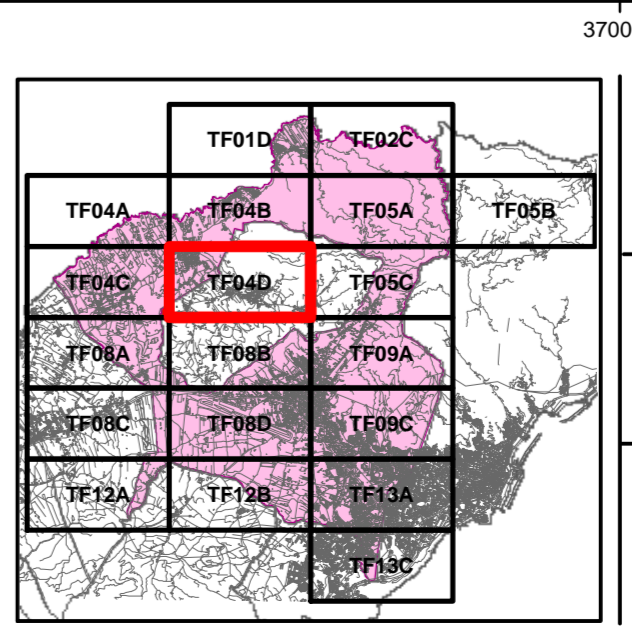 3700
TF01D TF02C
TF04A TF04B TF05A TF05B
TF04C TF04D TF05C
TF08A TF08B TF09A
TF08C TF08D TF09C
TF12A TF12B TF13A
TF13C